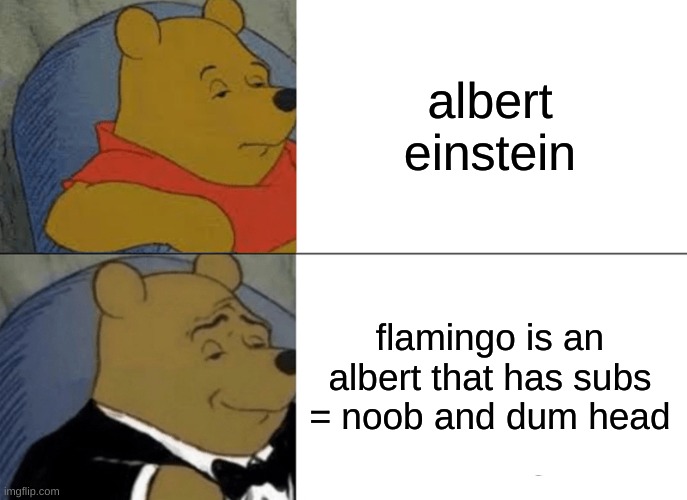 albert
einstein
flamingo is an
albert that has subs
= noob and dum head
imgflip.com